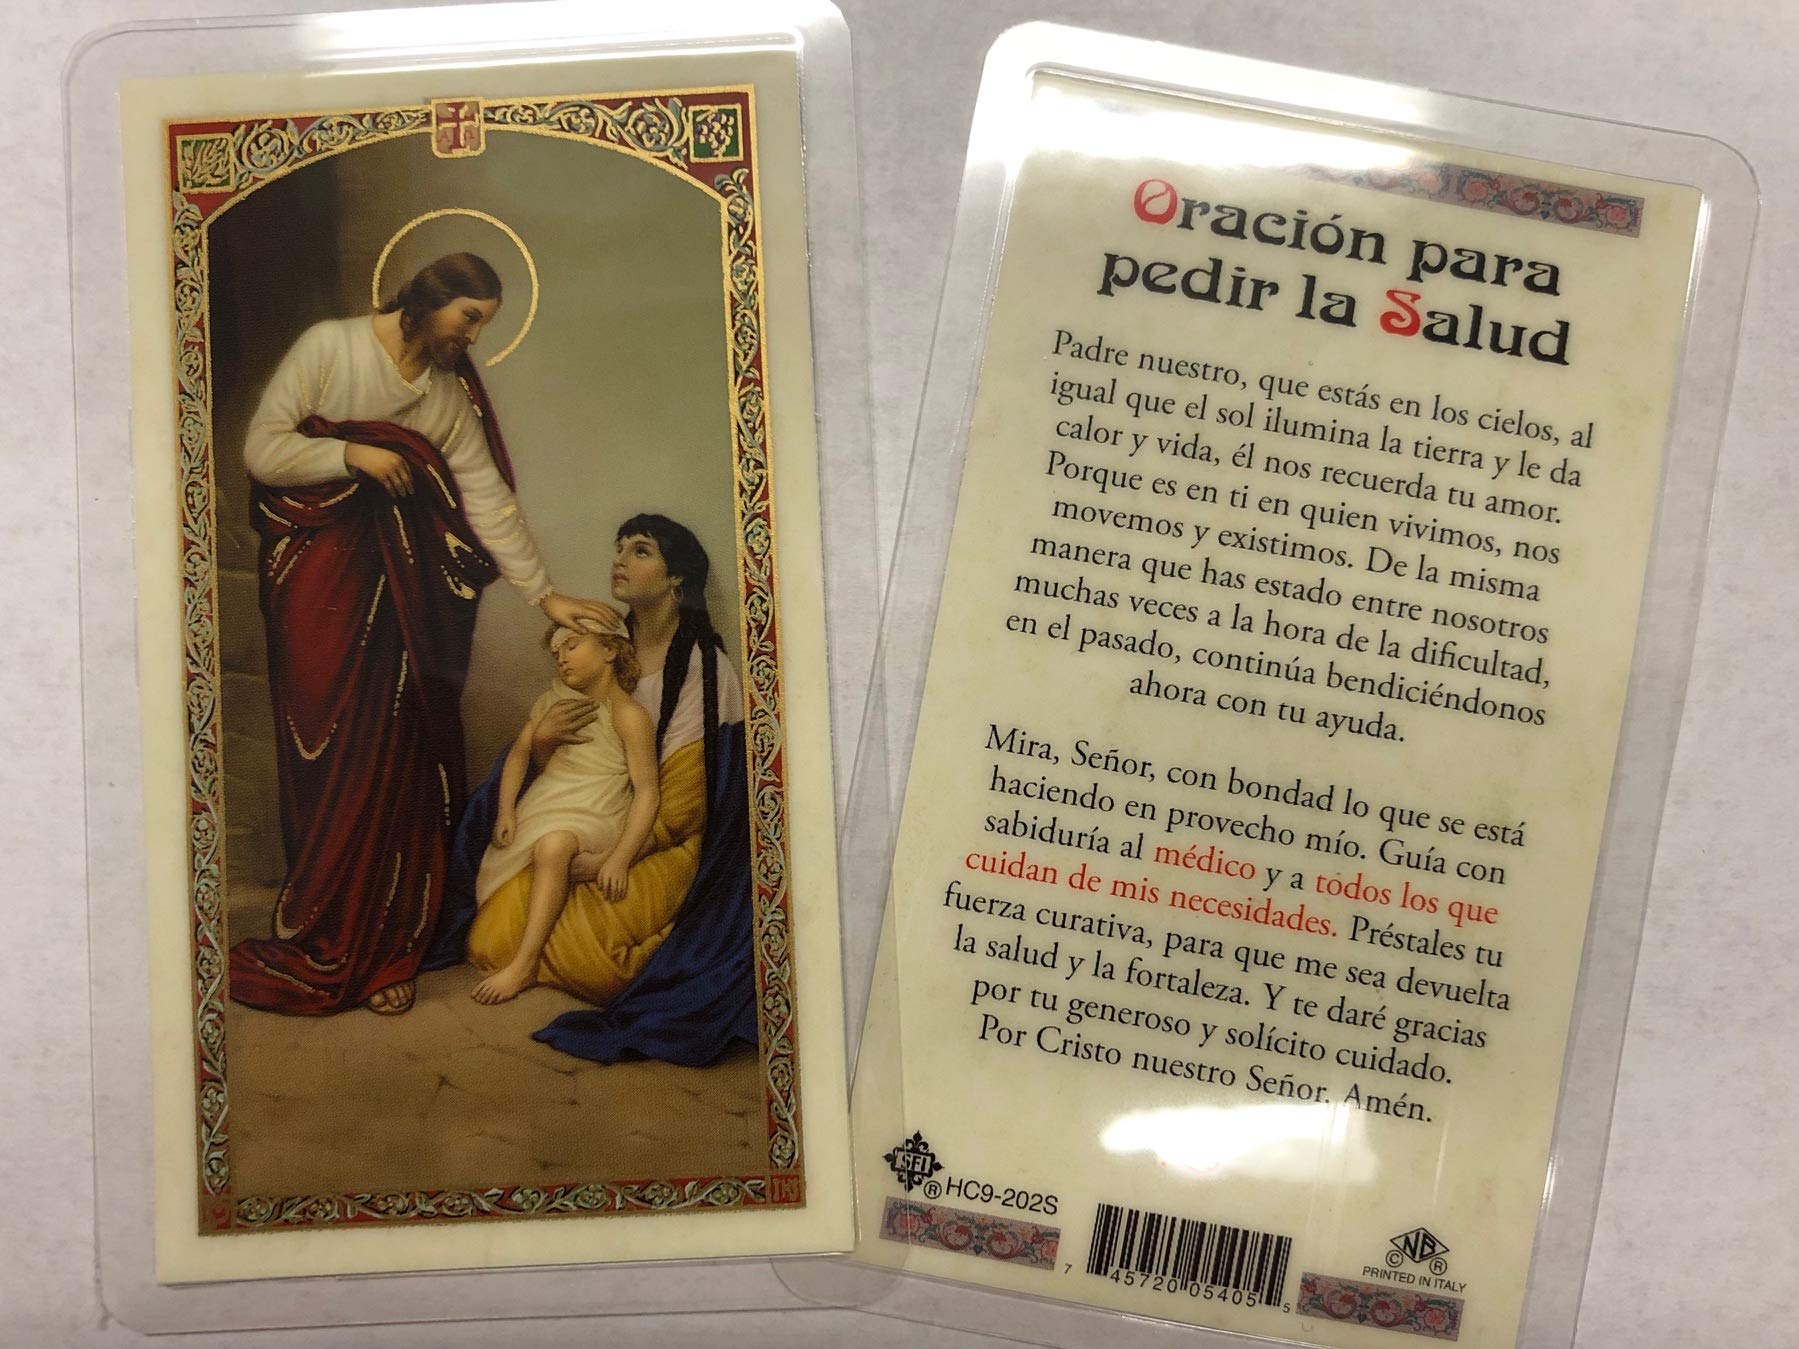 Oración para
pedir la Salud
Padre nuestro, que estás en los cielos, al
igual que el sol ilumina la tierra y le da
calor y vida, él nos recuerda tu amor.
Porque es en ti en quien vivimos, nos
movemos y existimos. De la misma
manera que has estado entre nosotros
muchas veces a la hora de la dificultad,
en el pasado, continúa bendiciéndonos
ahora con tu ayuda.
Mira, Señor, con bondad lo que se está
haciendo en provecho mío. Guía con
sabiduría al médico y a todos los que
cuidan de mis necesidades. Préstales tu
fuerza curativa, para que me sea devuelta
la salud y la fortaleza. Y te daré gracias
por tu generoso y solícito cuidado.
Por Cristo nuestro Señor. Amén.
SFI
® HC9-202S
7 45720 05405 5
NB
© ®
PRINTED IN ITALY
IHS